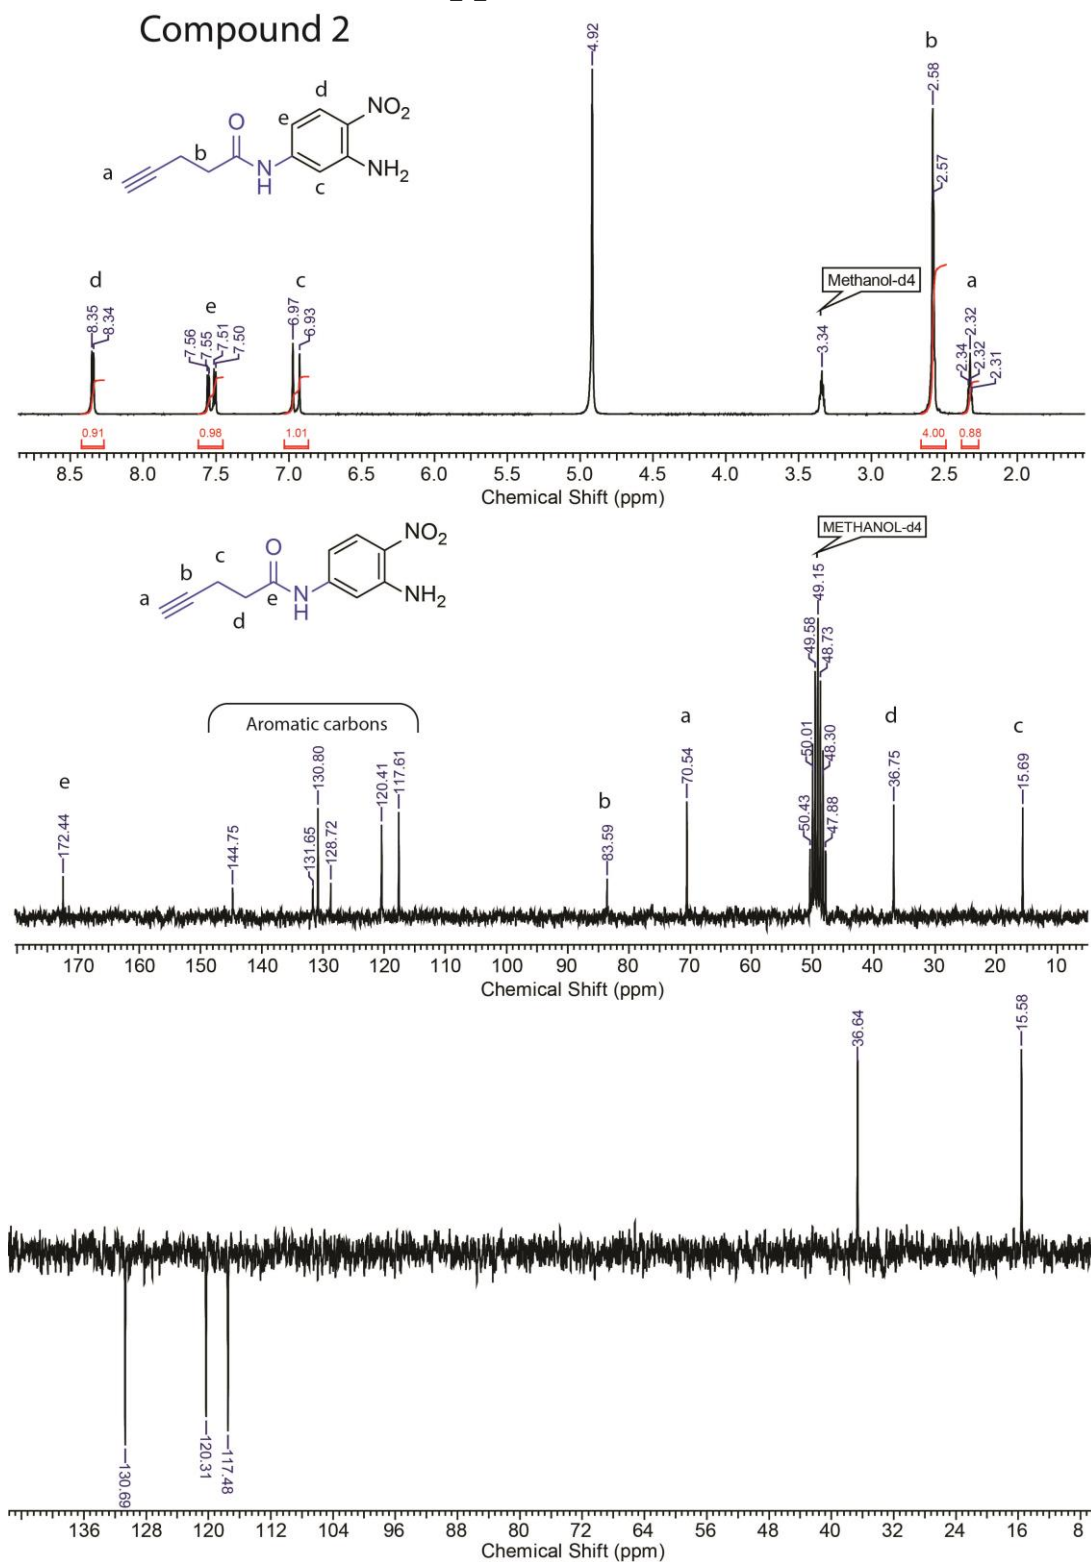 Compound 2
a
b
O
N
H
e
d
c
NO2
NH2
d
8.35
8.34
e
7.56
7.55
7.51
7.50
c
6.97
6.93
4.92
Methanol-d4
3.34
b
2.58
2.57
a
2.34
2.32
2.32
2.31
0.91
0.98
1.01
4.00
0.88
8.5 8.0 7.5 7.0 6.5 6.0 5.5 5.0 4.5 4.0 3.5 3.0 2.5 2.0
Chemical Shift (ppm)
a
b
c
d
O
e
N
H
NO2
NH2
METHANOL-d4
e
172.44
Aromatic carbons
144.75
131.65
130.80
128.72
120.41
117.61
b
83.59
a
70.54
50.43
50.01
49.58
49.15
48.73
48.30
47.88
d
36.75
c
15.69
170 160 150 140 130 120 110 100 90 80 70 60 50 40 30 20 10
Chemical Shift (ppm)
36.64
15.58
130.69
120.31
117.48
136 128 120 112 104 96 88 80 72 64 56 48 40 32 24 16 8
Chemical Shift (ppm)